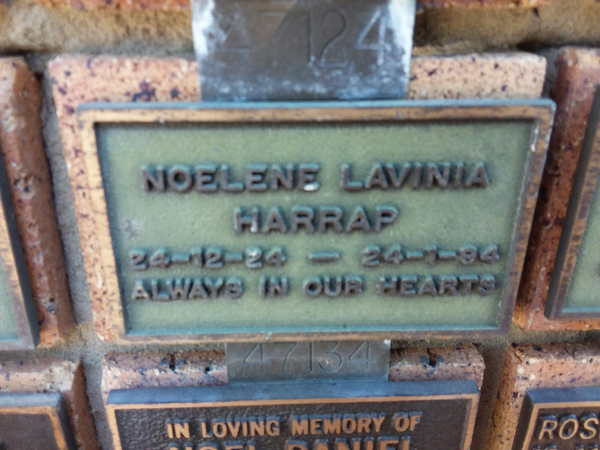 47124
NOELENE LAVINIA
HARRAP
24-12-24 — 24-1-94
ALWAYS IN OUR HEARTS
47134
IN LOVING MEMORY OF
DANIEL
ROS